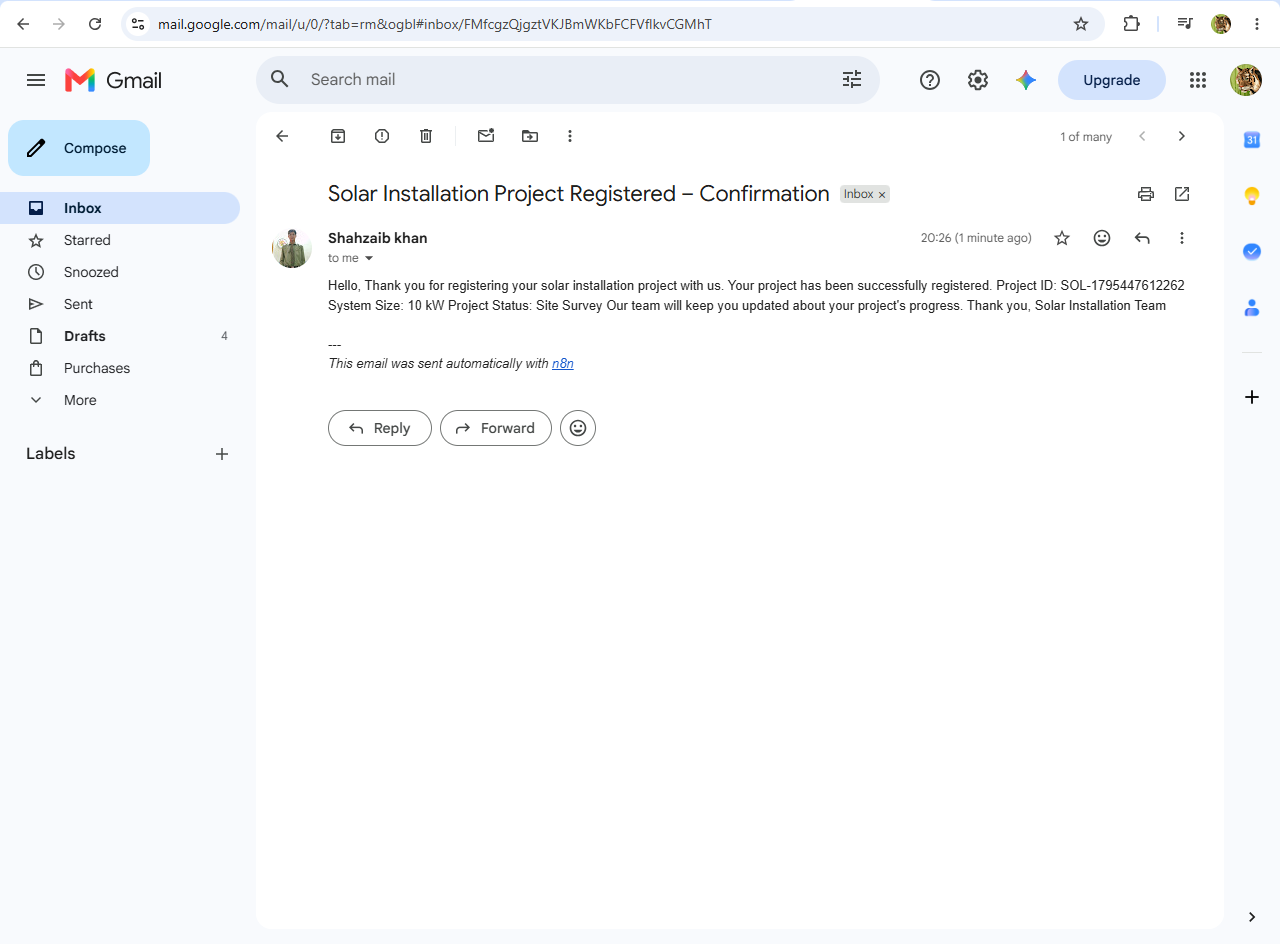 mail.google.com/mail/u/0/?tab=rm&ogbl#inbox/FMfcgzQjgztVKJBmWKbFCFVflkvCGMhT
Gmail
Search mail
Upgrade
Compose
1 of many
31
Solar Installation Project Registered – Confirmation
Inbox ×
Inbox
Starred
Snoozed
Sent
Drafts 4
Purchases
More
Labels
Shahzaib khan
20:26 (1 minute ago)
to me
Hello, Thank you for registering your solar installation project with us. Your project has been successfully registered. Project ID: SOL-1795447612262
System Size: 10 kW Project Status: Site Survey Our team will keep you updated about your project's progress. Thank you, Solar Installation Team
---
This email was sent automatically with n8n
Reply
Forward